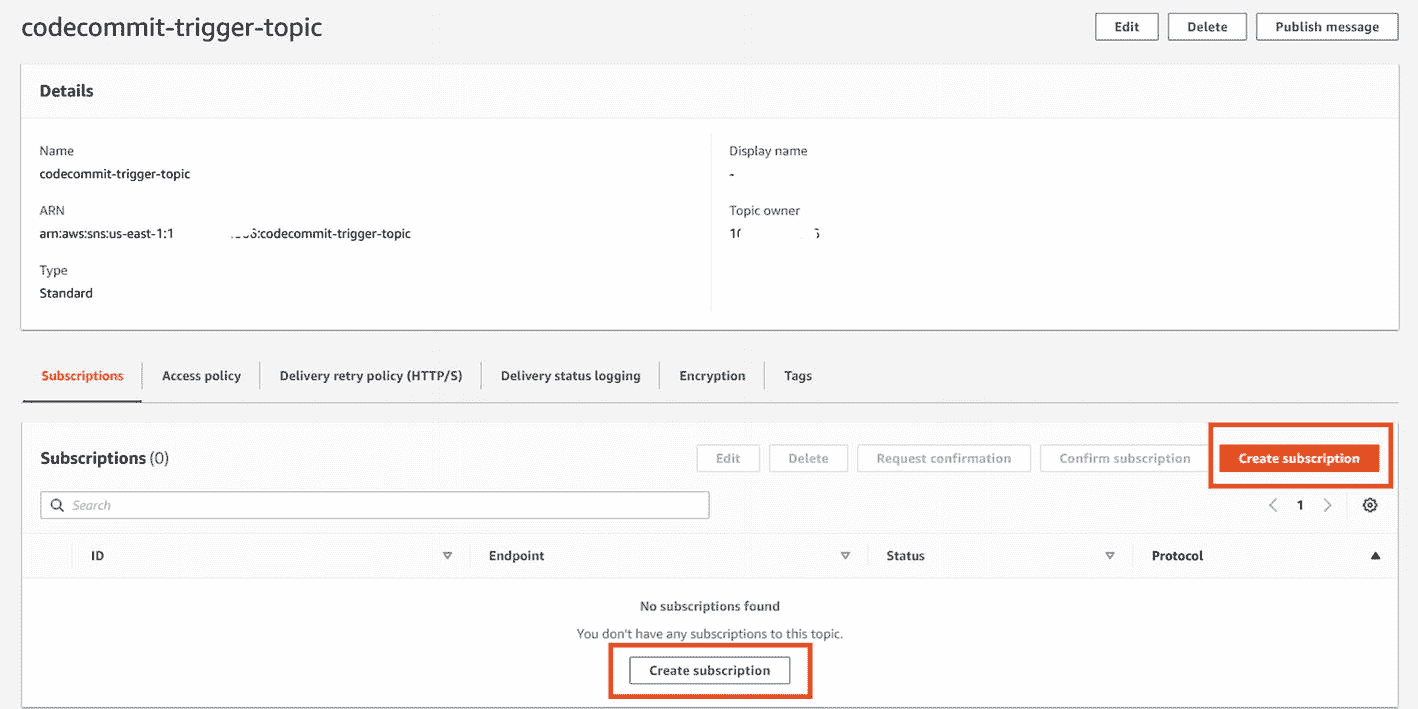 codecommit-trigger-topic
Edit Delete Publish message
Details
Name
codecommit-trigger-topic
Display name
-
ARN
arn:aws:sns:us-east-1:1 6:codecommit-trigger-topic
Topic owner
1 5
Type
Standard
Subscriptions Access policy Delivery retry policy (HTTP/S) Delivery status logging Encryption Tags
Subscriptions (0)
Edit Delete Request confirmation Confirm subscription Create subscription
Search
1
ID Endpoint Status Protocol
No subscriptions found
You don't have any subscriptions to this topic.
Create subscription